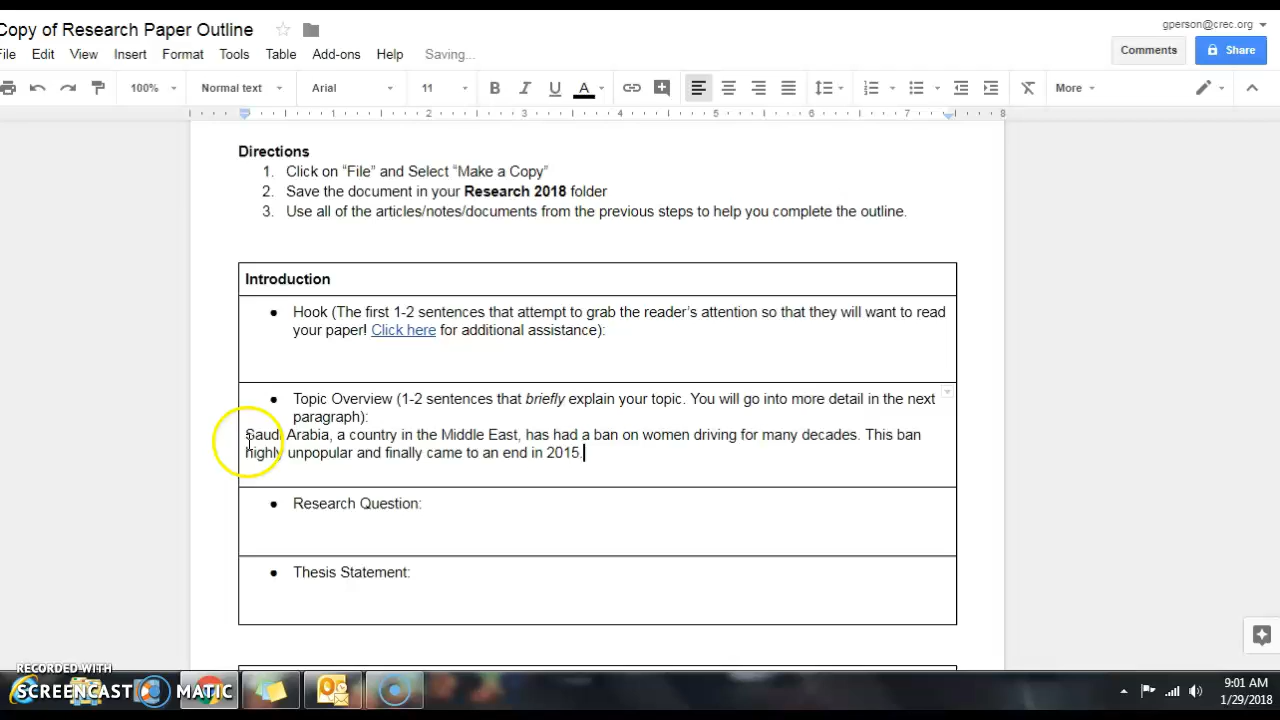 Copy of Research Paper Outline
gperson@crec.org
File Edit View Insert Format Tools Table Add-ons Help Saving...
Comments
Share
100% Normal text Arial 11 B I U A More
1 2 3 4 5 6 7 8
Directions
1. Click on “File” and Select “Make a Copy”
2. Save the document in your Research 2018 folder
3. Use all of the articles/notes/documents from the previous steps to help you complete the outline.
Introduction
● Hook (The first 1-2 sentences that attempt to grab the reader’s attention so that they will want to read
your paper! Click here for additional assistance):
● Topic Overview (1-2 sentences that briefly explain your topic. You will go into more detail in the next
paragraph):
Saudi Arabia, a country in the Middle East, has had a ban on women driving for many decades. This ban
highly unpopular and finally came to an end in 2015.
● Research Question:
● Thesis Statement:
RECORDED WITH
SCREENCAST MATIC
9:01 AM
1/29/2018